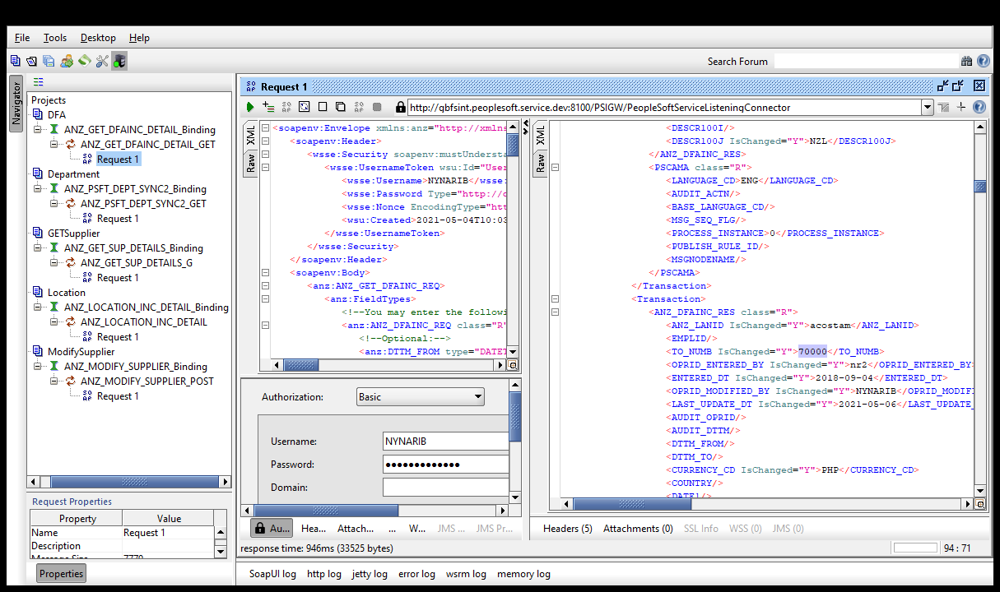 File Tools Desktop Help
Search Forum
Navigator
Projects
DFA
ANZ_GET_DFAINC_DETAIL_Binding
ANZ_GET_DFAINC_DETAIL_GET
Request 1
Department
ANZ_PSFT_DEPT_SYNC2_Binding
ANZ_PSFT_DEPT_SYNC2_GET
Request 1
GETSupplier
ANZ_GET_SUP_DETAILS_Binding
ANZ_GET_SUP_DETAILS_G
Request 1
Location
ANZ_LOCATION_INC_DETAIL_Binding
ANZ_LOCATION_INC_DETAIL
Request 1
ModifySupplier
ANZ_MODIFY_SUPPLIER_Binding
ANZ_MODIFY_SUPPLIER_POST
Request 1
Request Properties
Property Value
Name Request 1
Description
Message Size 7770
Properties
Request 1
http://qbfsint.peoplesoft.service.dev:8100/PSIGW/PeopleSoftServiceListeningConnector
XML
Raw
<soapenv:Envelope xmlns:anz="http://xmlns
<soapenv:Header>
<wsse:Security soapenv:mustUndersta
<wsse:UsernameToken wsu:Id="User
<wsse:Username>NYNARIB</wsse:
<wsse:Password Type="http://d
<wsse:Nonce EncodingType="htt
<wsu:Created>2021-05-04T10:03
</wsse:UsernameToken>
</wsse:Security>
</soapenv:Header>
<soapenv:Body>
<anz:ANZ_GET_DFAINC_REQ>
<anz:FieldTypes>
<!--You may enter the followi
<anz:ANZ_DFAINC_REQ class="R"
<!--Optional:-->
<anz:DTTM_FROM type="DATET
Authorization: Basic
Username: NYNARIB
Password: ●●●●●●●●●●●●●
Domain:
Au... Hea... Attach... ... W... JMS ... JMS Pr...
XML
Raw
<DESCR100I/>
<DESCR100J IsChanged="Y">NZL</DESCR100J>
</ANZ_DFAINC_RES>
<PSCAMA class="R">
<LANGUAGE_CD>ENG</LANGUAGE_CD>
<AUDIT_ACTN/>
<BASE_LANGUAGE_CD/>
<MSG_SEQ_FLG/>
<PROCESS_INSTANCE>0</PROCESS_INSTANCE>
<PUBLISH_RULE_ID/>
<MSGNODENAME/>
</PSCAMA>
</Transaction>
<Transaction>
<ANZ_DFAINC_RES class="R">
<ANZ_LANID IsChanged="Y">acostam</ANZ_LANID>
<EMPLID/>
<TO_NUMB IsChanged="Y">70000</TO_NUMB>
<OPRID_ENTERED_BY IsChanged="Y">nr2</OPRID_ENTERED_BY>
<ENTERED_DT IsChanged="Y">2018-09-04</ENTERED_DT>
<OPRID_MODIFIED_BY IsChanged="Y">NYNARIB</OPRID_MODIFI
<LAST_UPDATE_DT IsChanged="Y">2021-05-06</LAST_UPDATE_
<AUDIT_OPRID/>
<AUDIT_DTTM/>
<DTTM_FROM/>
<DTTM_TO/>
<CURRENCY_CD IsChanged="Y">PHP</CURRENCY_CD>
<COUNTRY/>
<DATE1/>
Headers (5) Attachments (0) SSL Info WSS (0) JMS (0)
response time: 946ms (33525 bytes)
94 : 71
SoapUI log http log jetty log error log wsrm log memory log